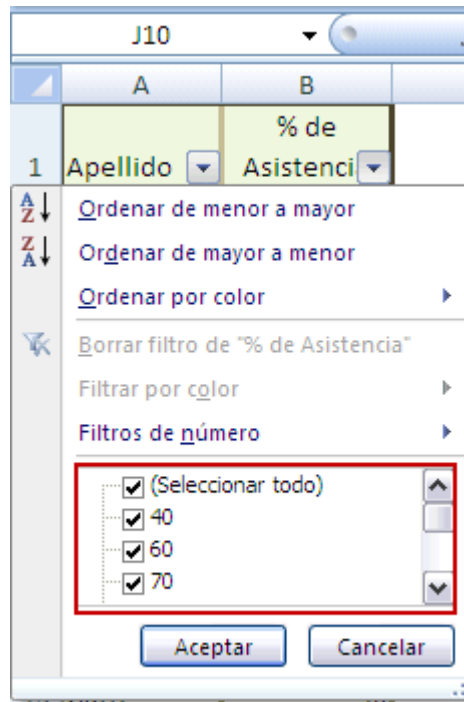 J10
A B
1 Apellido % de
Asistenci
Ordenar de menor a mayor
Ordenar de mayor a menor
Ordenar por color
Borrar filtro de "% de Asistencia"
Filtrar por color
Filtros de número
(Seleccionar todo)
40
60
70
Aceptar Cancelar